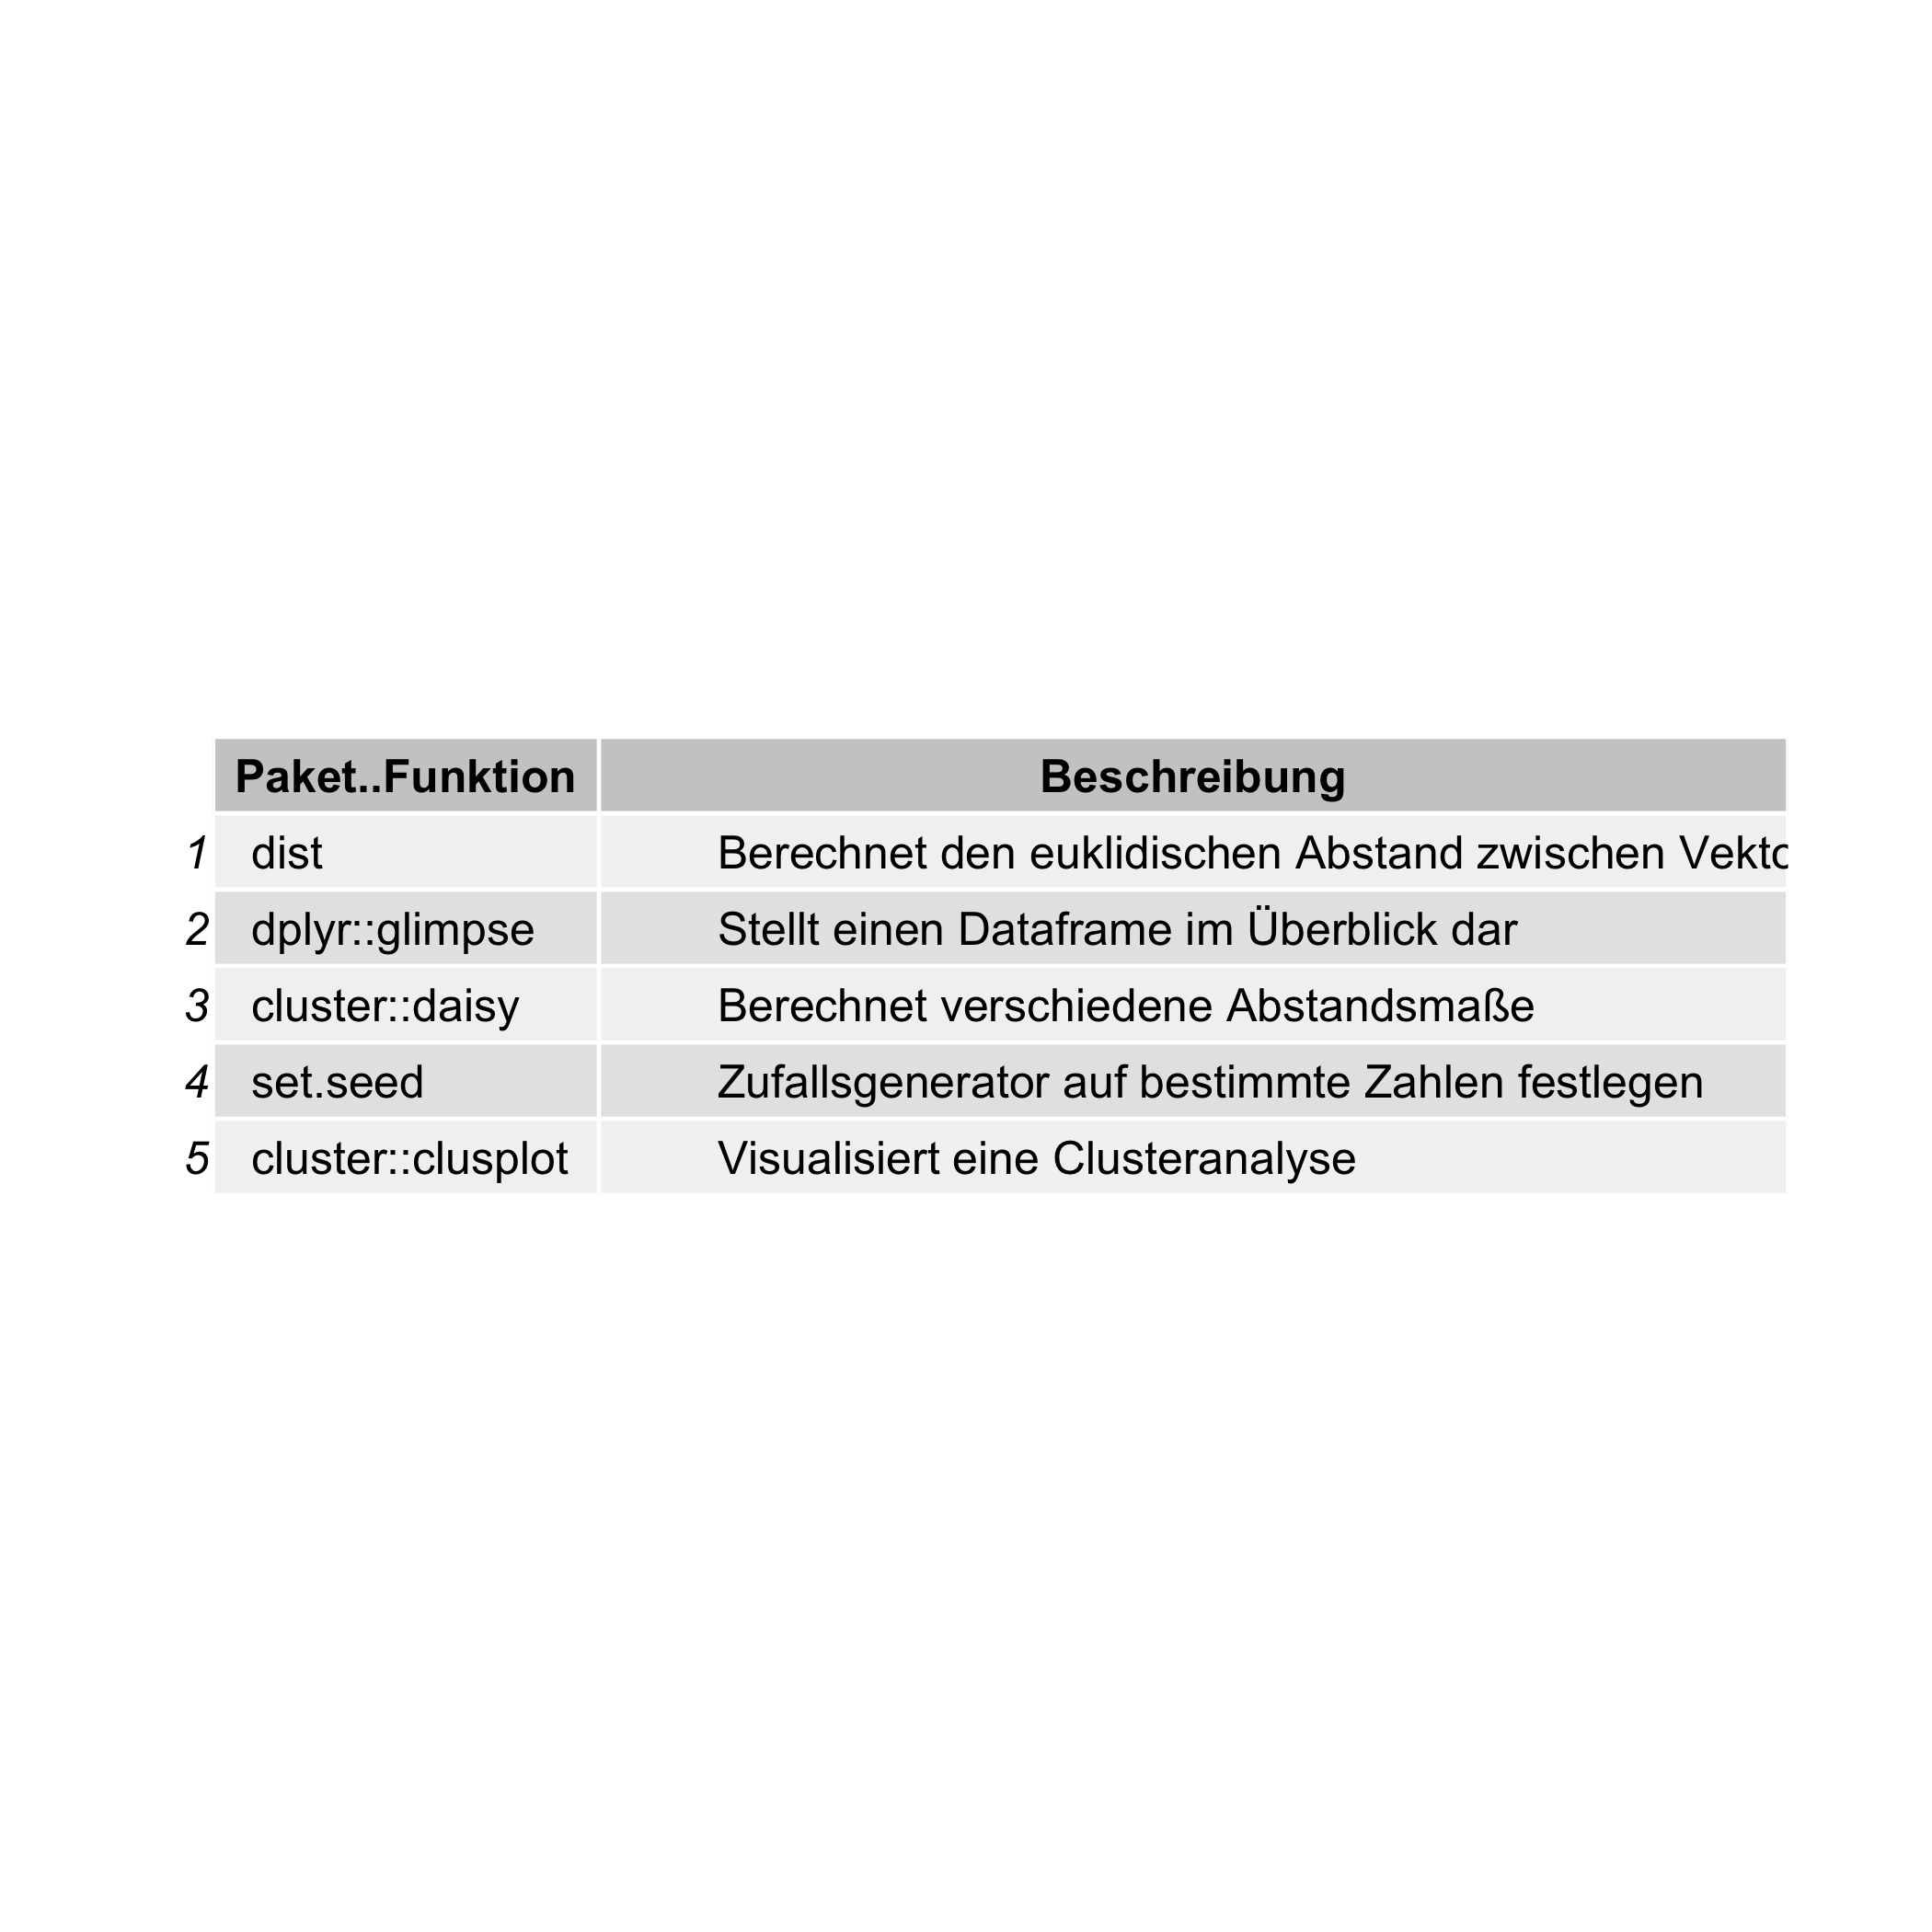 Paket..Funktion Beschreibung
1 dist Berechnet den euklidischen Abstand zwischen
2 dplyr::glimpse Stellt einen Dataframe im Überblick dar
3 cluster::daisy Berechnet verschiedene Abstandsmaße
4 set.seed Zufallsgenerator auf bestimmte Zahlen festlegen
5 cluster::clusplot Visualisiert eine Clusteranalyse